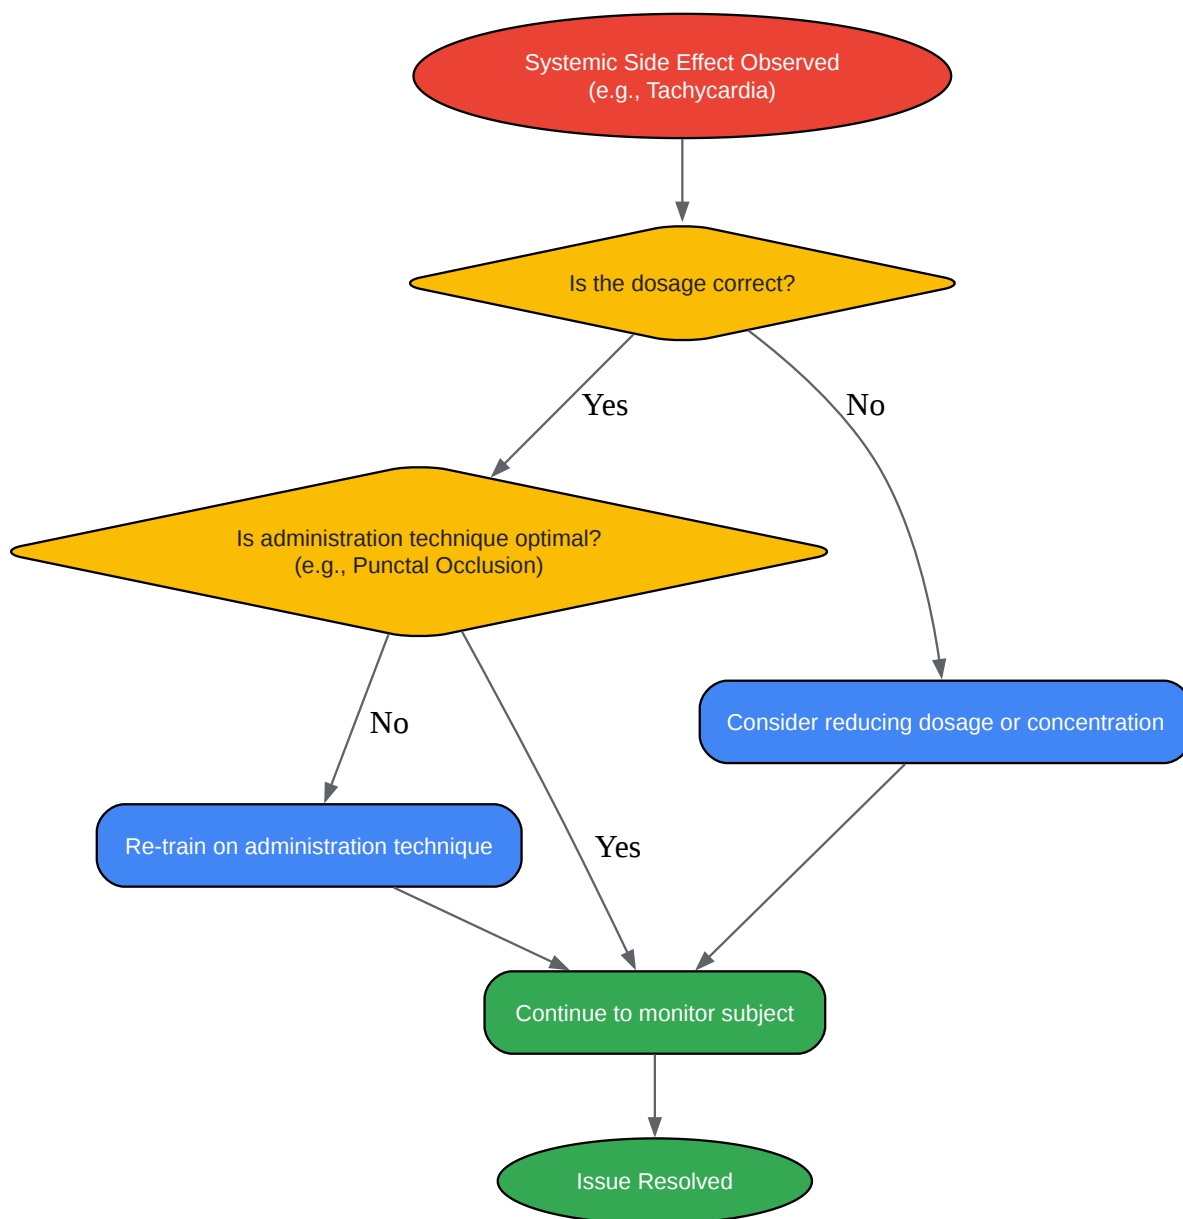 Systemic Side Effect Observed
(e.g., Tachycardia)
Is the dosage correct?
Yes
No
Is administration technique optimal?
(e.g., Punctal Occlusion)
No
Consider reducing dosage or concentration
Re-train on administration technique
Yes
Continue to monitor subject
Issue Resolved